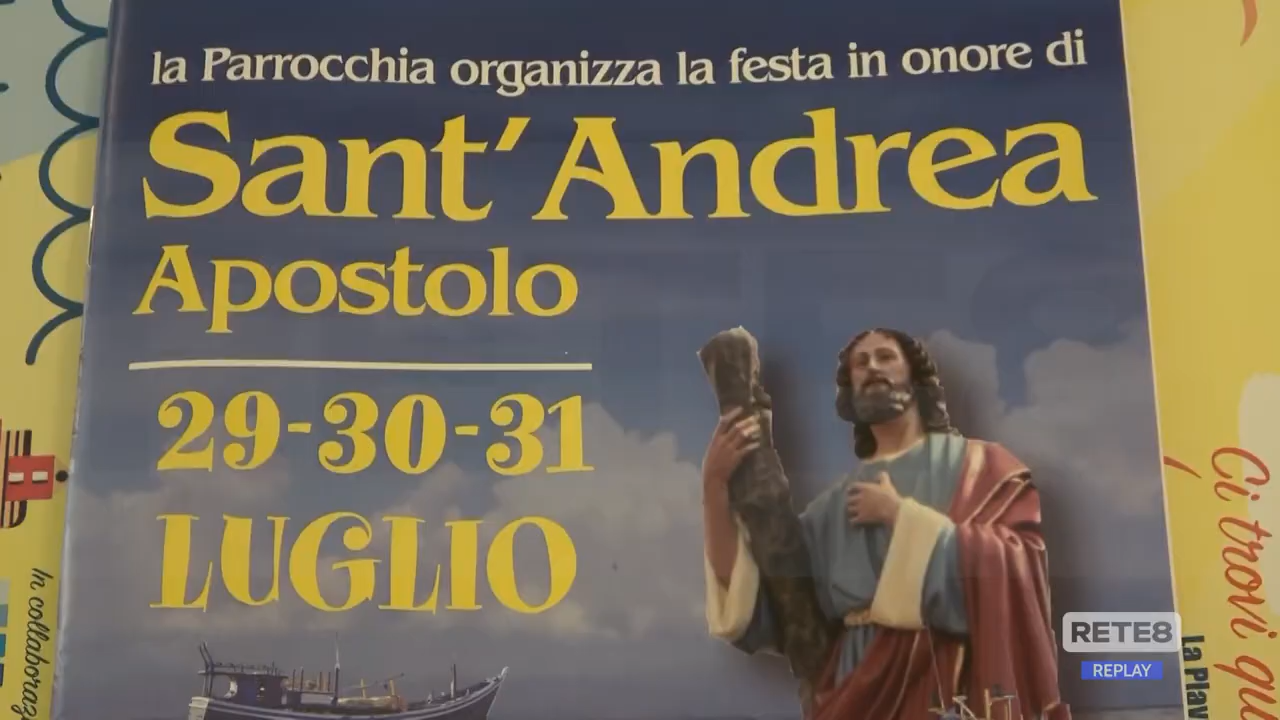 la Parrocchia organizza la festa in onore di
Sant'Andrea
Apostolo
29-30-31
LUGLIO
In collaboraz
Ci trovi qu
la Play
RETE8
REPLAY